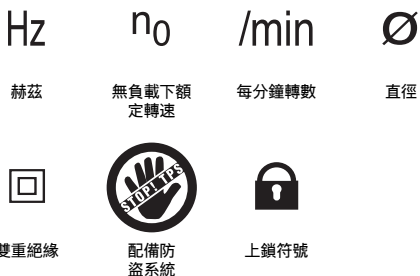 Hz n₀ /min Ø
赫茲 無負載下額 每分鐘轉數 直徑
定轉速
STOP! TPS
雙重絕緣 配備防 上鎖符號
盜系統